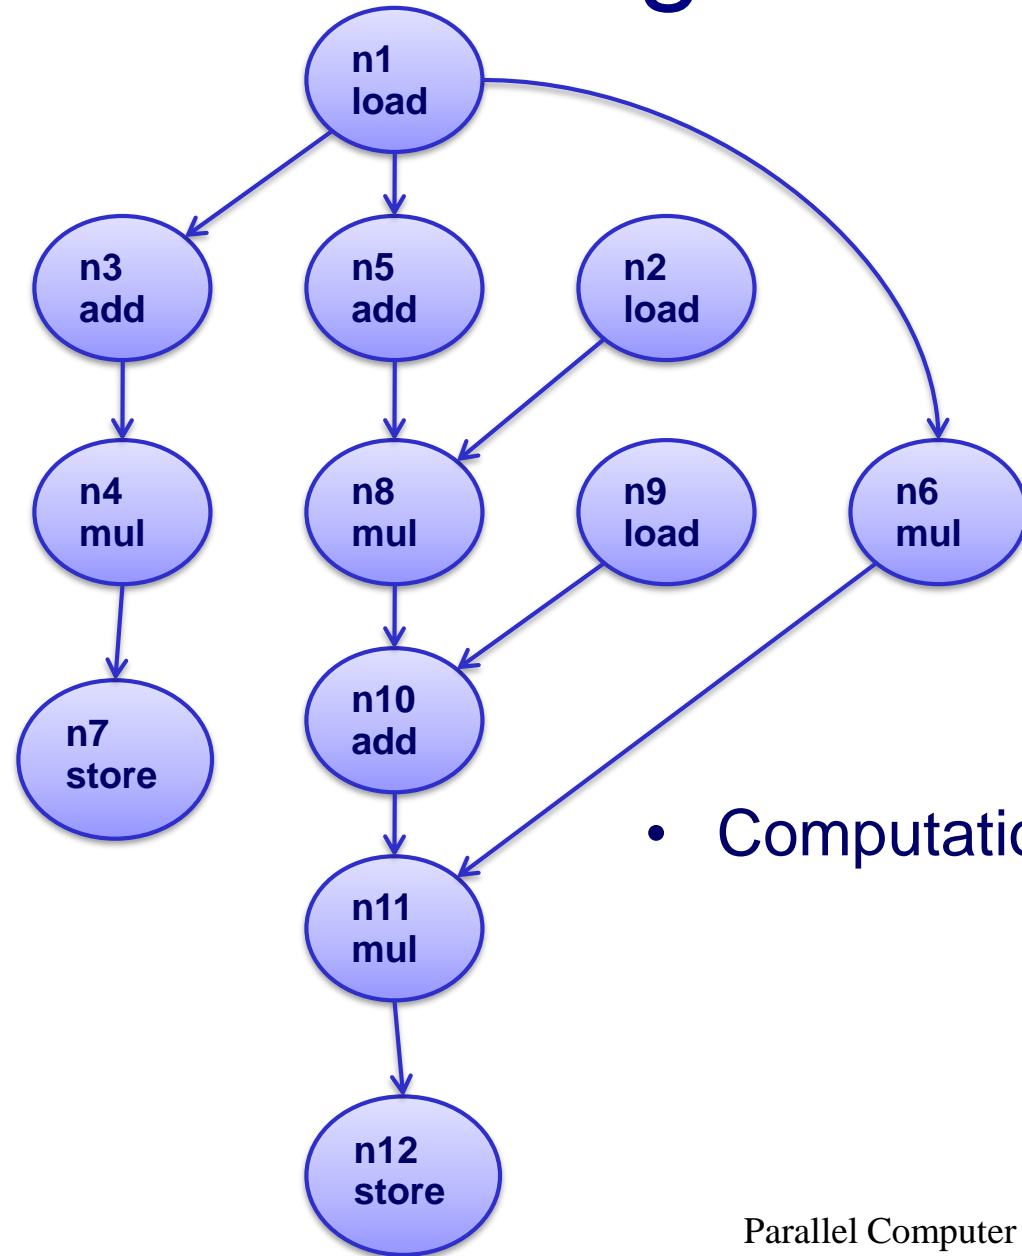 g
n1
load
n3
add
n5
add
n2
load
n4
mul
n8
mul
n9
load
n6
mul
n10
add
n7
store
• Computatio
n11
mul
n12
store
Parallel Computer